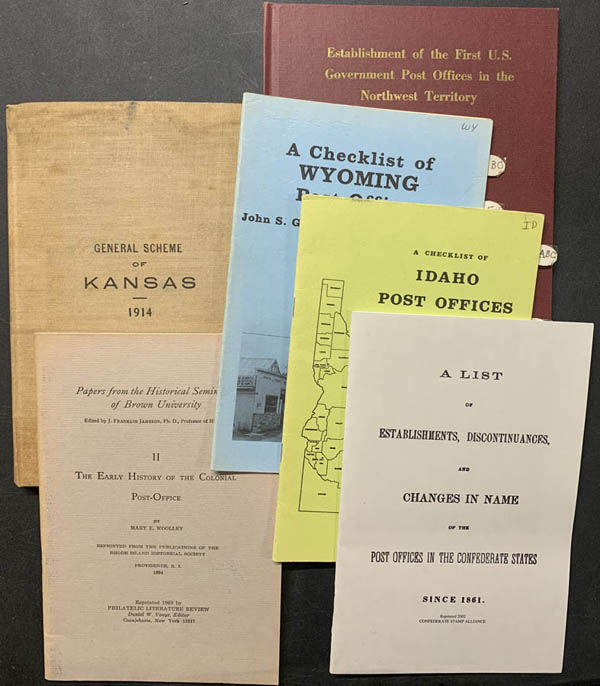 Establishment of the First U.S.
Government Post Offices in the
Northwest Territory
ABC
WY
A Checklist of
WYOMING
John S. G
ID
A CHECKLIST OF
IDAHO
POST OFFICES
GENERAL SCHEME
OF
KANSAS
1914
Papers from the Historical
of Brown University
Edited by J. FRANKLIN JAMESON, Ph. D., Professor of
II
THE EARLY HISTORY OF THE COLONIAL
POST-OFFICE
BY
MARY E. WOOLLEY
REPRINTED FROM THE PUBLICATIONS OF THE
RHODE ISLAND HISTORICAL SOCIETY
PROVIDENCE, R. I.
1894
Reprinted 1969 by
PHILATELIC LITERATURE REVIEW
Daniel W. Vooys, Editor
Canajoharie, New York 13317
A LIST
OF
ESTABLISHMENTS, DISCONTINUANCES,
AND
CHANGES IN NAME
OF THE
POST OFFICES IN THE CONFEDERATE STATES
SINCE 1861.
Reprinted 2002
CONFEDERATE STAMP ALLIANCE